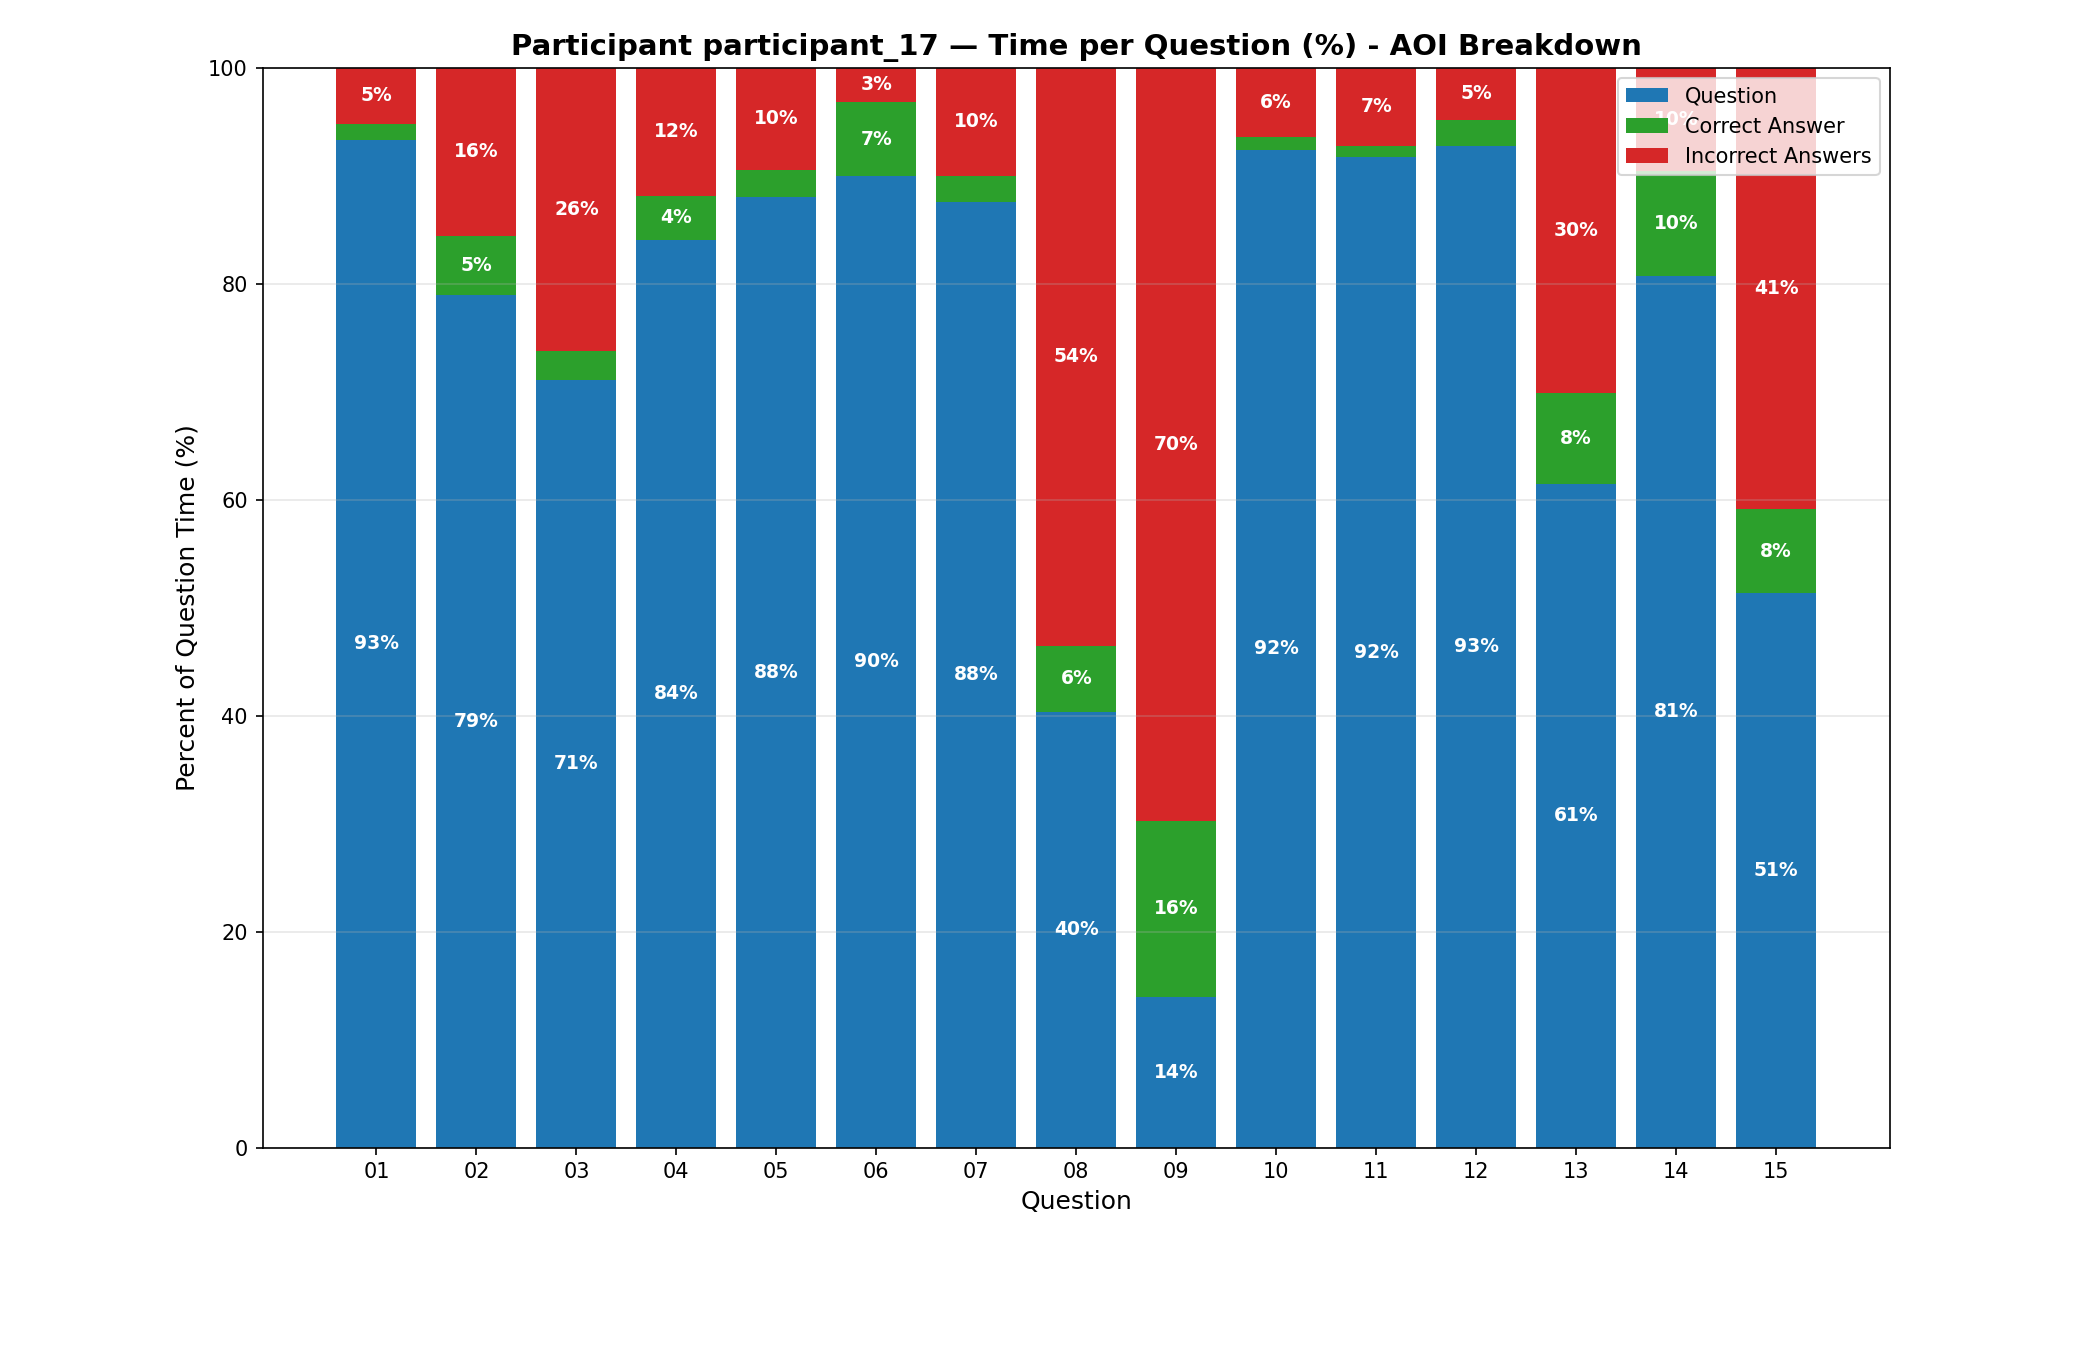 Participant participant_17 — Time per Question (%) - AOI Breakdown
Question
Correct Answer
Incorrect Answers
Percent of Question Time (%)
100
80
60
40
20
0
5% 16% 26% 12% 10% 3% 10% 54% 70% 6% 7% 5% 30% 10% 41%
5% 4% 7% 6% 16% 8% 10% 8%
93% 79% 71% 84% 88% 90% 88% 40% 14% 92% 92% 93% 61% 81% 51%
01 02 03 04 05 06 07 08 09 10 11 12 13 14 15
Question